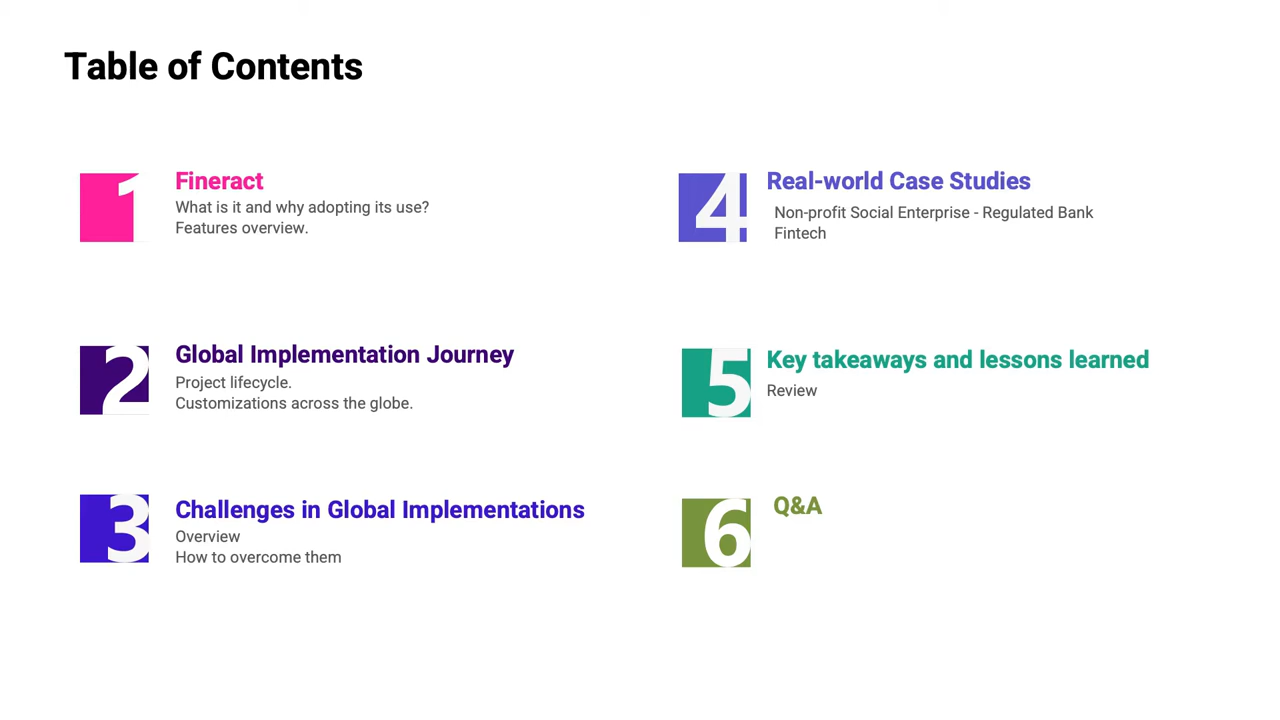 Table of Contents
1
Fineract
What is it and why adopting its use?
Features overview.
2
Global Implementation Journey
Project lifecycle.
Customizations across the globe.
3
Challenges in Global Implementations
Overview
How to overcome them
4
Real-world Case Studies
Non-profit Social Enterprise - Regulated Bank
Fintech
5
Key takeaways and lessons learned
Review
6
Q&A